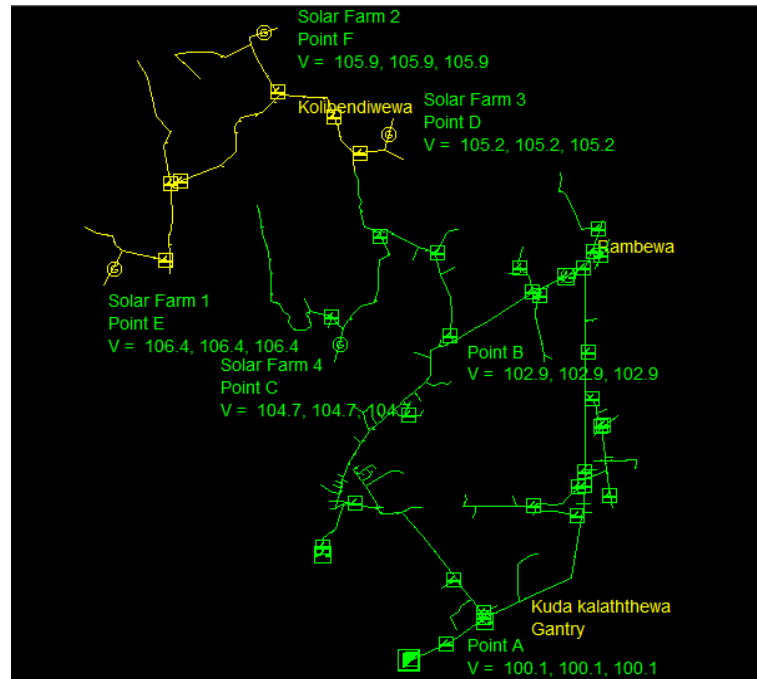 Solar Farm 2
Point F
V = 105.9, 105.9, 105.9
Kolibendiwewa
Solar Farm 3
Point D
V = 105.2, 105.2, 105.2
Rambewa
Solar Farm 1
Point E
V = 106.4, 106.4, 106.4
Solar Farm 4
Point C
V = 104.7, 104.7, 104.7
Point B
V = 102.9, 102.9, 102.9
Kuda kalaththewa
Gantry
Point A
V = 100.1, 100.1, 100.1